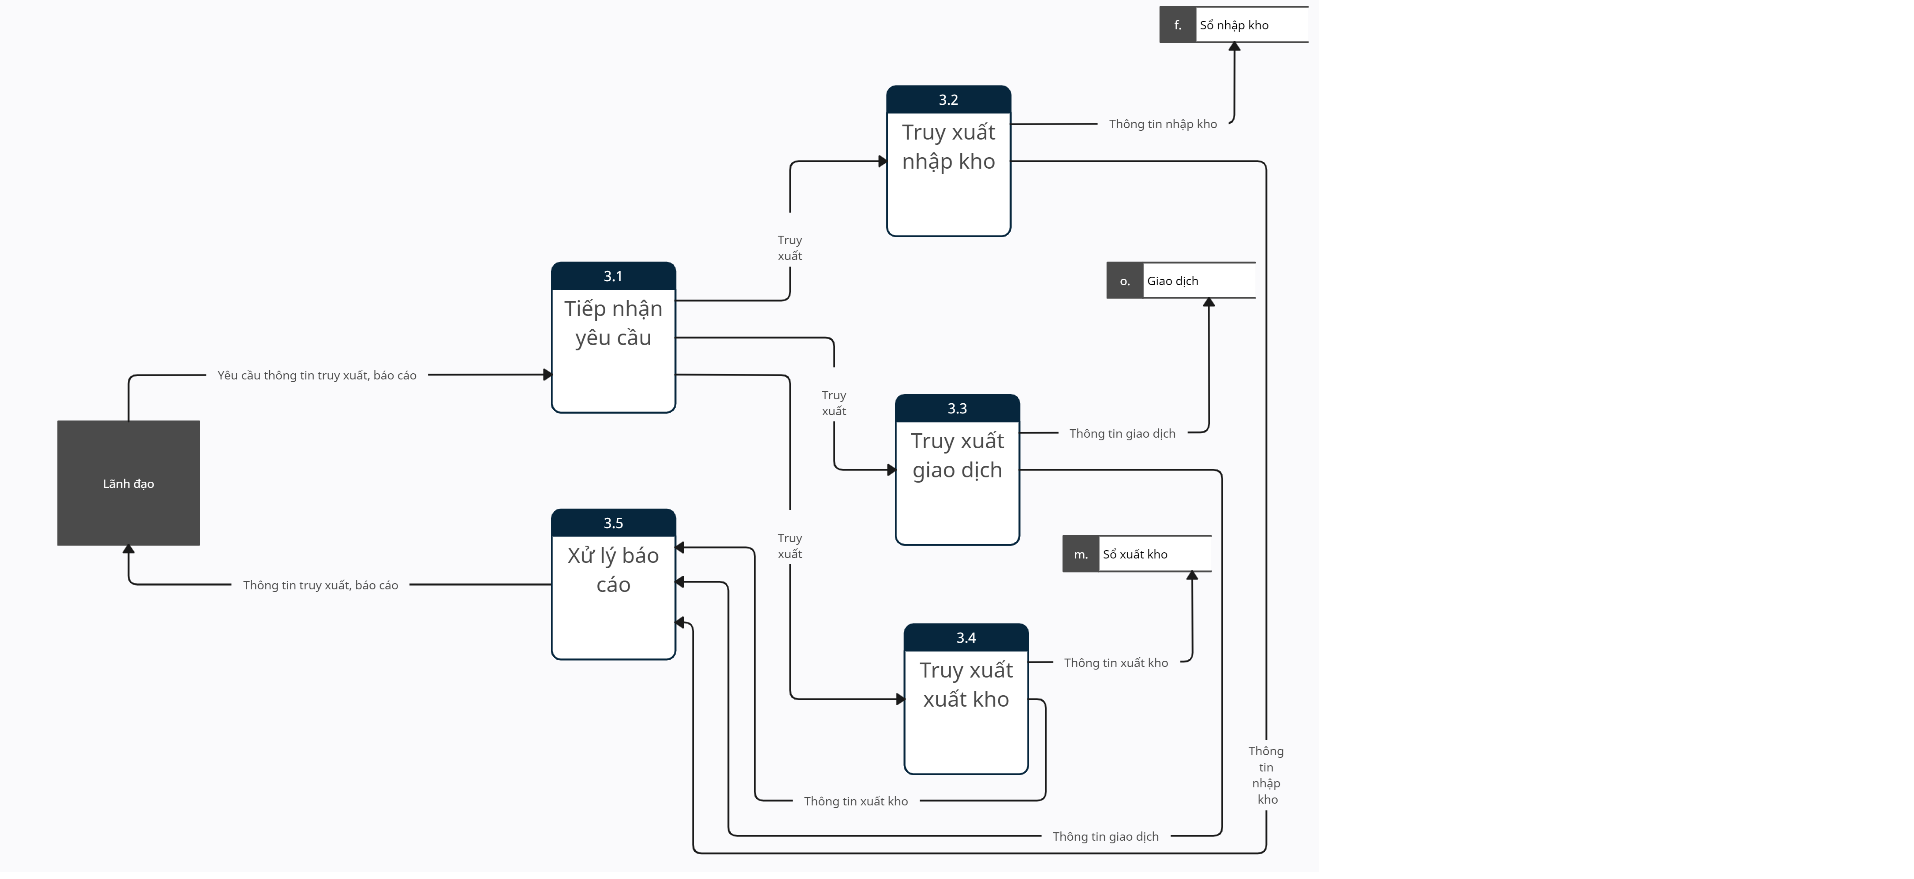 f.
Sổ nhập kho
3.2
Truy xuất
nhập kho
Thông tin nhập kho
Truy
xuất
3.1
Tiếp nhận
yêu cầu
o.
Giao dịch
Yêu cầu thông tin truy xuất, báo cáo
Truy
xuất
3.3
Truy xuất
giao dịch
Thông tin giao dịch
Lãnh đạo
3.5
Xử lý báo
cáo
Truy
xuất
m.
Sổ xuất kho
Thông tin truy xuất, báo cáo
3.4
Truy xuất
xuất kho
Thông tin xuất kho
Thông
tin
nhập
kho
Thông tin xuất kho
Thông tin giao dịch